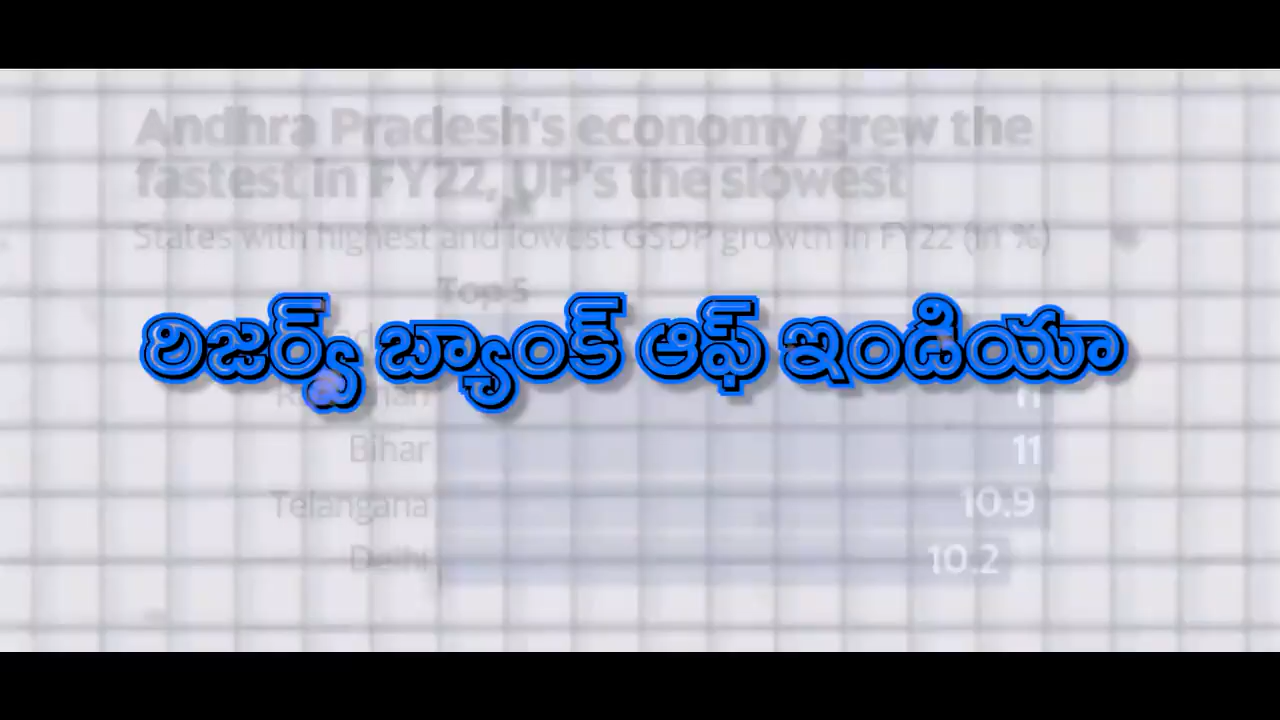 Andhra Pradesh's economy grew the
fastest in FY22, UP's the slowest
States with highest and lowest GSDP growth in FY22 (in %)
Top 5
రిజర్వ్ బ్యాంక్ ఆఫ్ ఇండియా
11
Bihar 11
Telangana 10.9
Delhi 10.2